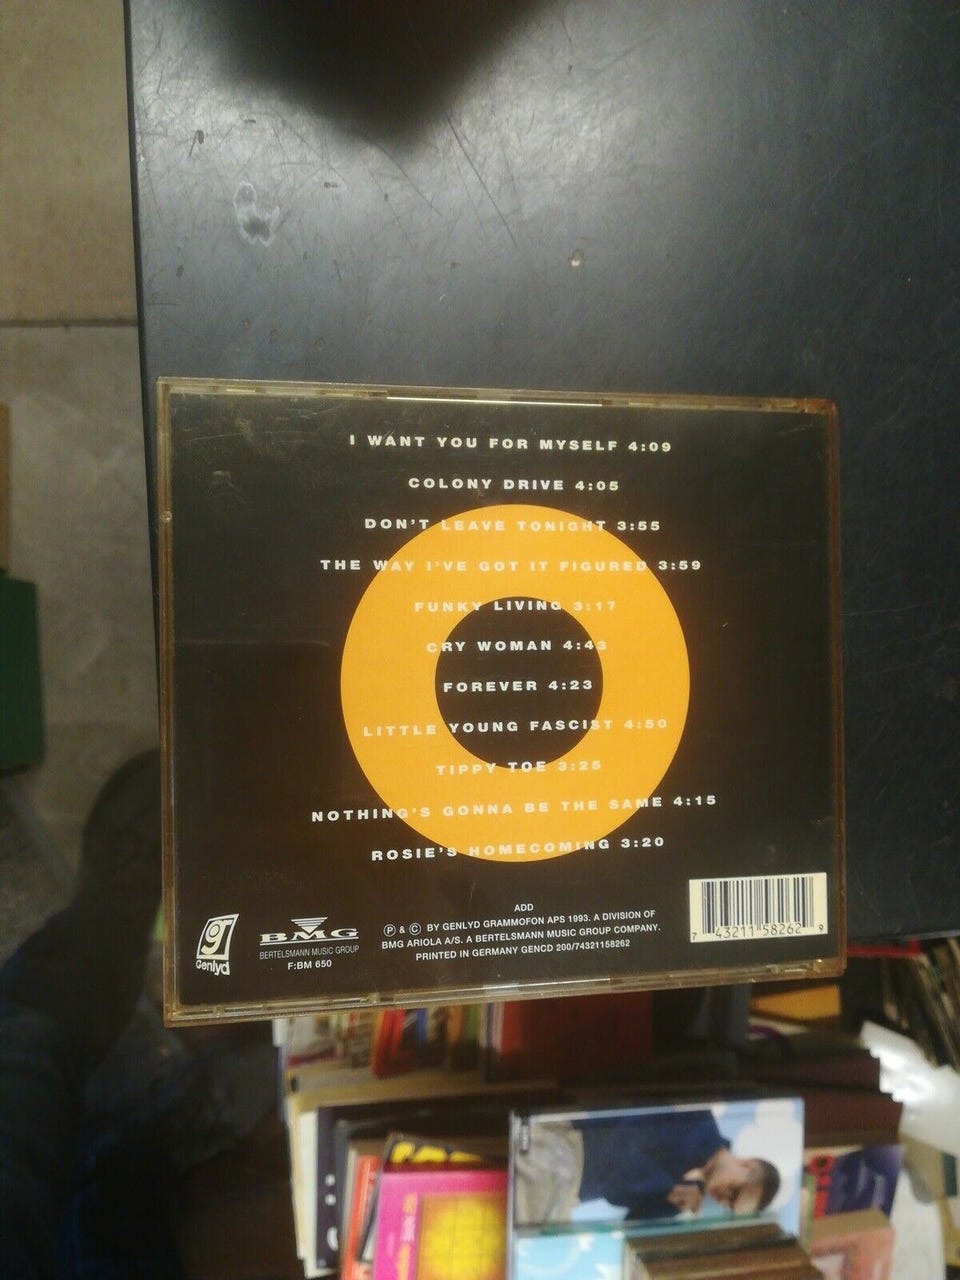 I WANT YOU FOR MYSELF 4:09
COLONY DRIVE 4:05
DON'T LEAVE TONIGHT 3:55
THE WAY I'VE GOT IT FIGURED 3:59
FUNKY LIVING 3:17
CRY WOMAN 4:43
FOREVER 4:23
LITTLE YOUNG FASCIST 4:50
TIPPY TOE 3:25
NOTHING'S GONNA BE THE SAME 4:15
ROSIE'S HOMECOMING 3:20
gr
Genlyd
BMG
BERTELSMANN MUSIC GROUP
F:BM 650
ADD
Ⓟ & © BY GENLYD GRAMMOFON APS 1993. A DIVISION OF
BMG ARIOLA A/S. A BERTELSMANN MUSIC GROUP COMPANY.
PRINTED IN GERMANY GENCD 200/74321158262
7 43211 58262 9